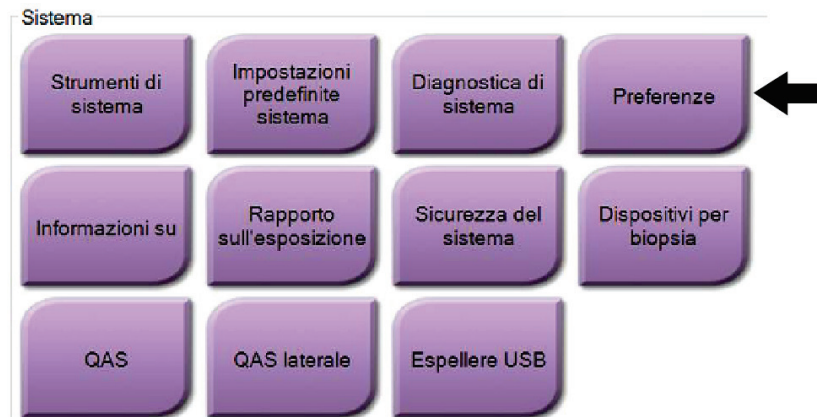 Sistema
Strumenti di
sistema
Impostazioni
predefinite
sistema
Diagnostica di
sistema
Preferenze
Informazioni su
Rapporto
sull'esposizione
Sicurezza del
sistema
Dispositivi per
biopsia
QAS
QAS laterale
Espellere USB